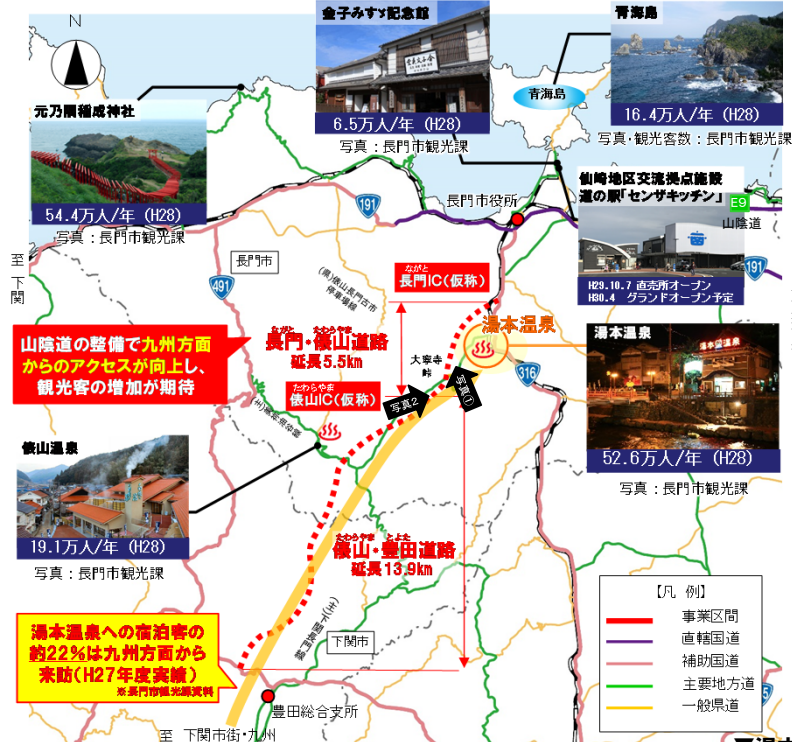 N
金子みすゞ記念館
6.5万人/年（H28）
写真：長門市観光課
青海島
青海島
16.4万人/年（H28）
写真・観光客数：長門市観光課
元乃隅稲成神社
54.4万人/年（H28）
写真：長門市観光課
至
下
関
長門市役所
191
仙崎地区交流拠点施設
道の駅「センザキッチン」
H29.10.7 直売所オープン
H30.4 グランドオープン予定
E9
山陰道
191
長門市
491
(県)俵山長門古市
停車場線
ながと
長門IC(仮称)
ながと たわらやま
長門・俵山道路
延長5.5km
たわらやま
俵山IC(仮称)
山陰道の整備で九州方面
からのアクセスが向上し、
観光客の増加が期待
湯本温泉
大寧寺
峠
写真2
写真①
316
湯本温泉
52.6万人/年（H28）
写真：長門市観光課
俵山温泉
19.1万人/年（H28）
写真：長門市観光課
たわらやま とよた
俵山・豊田道路
延長13.9km
(主)下関長門線
下関市
湯本温泉への宿泊客の
約22％は九州方面から
来訪（H27年度実績）
※長門市観光課資料
豊田総合支所
至 下関市街・九州
【凡 例】
事業区間
直轄国道
補助国道
主要地方道
一般県道